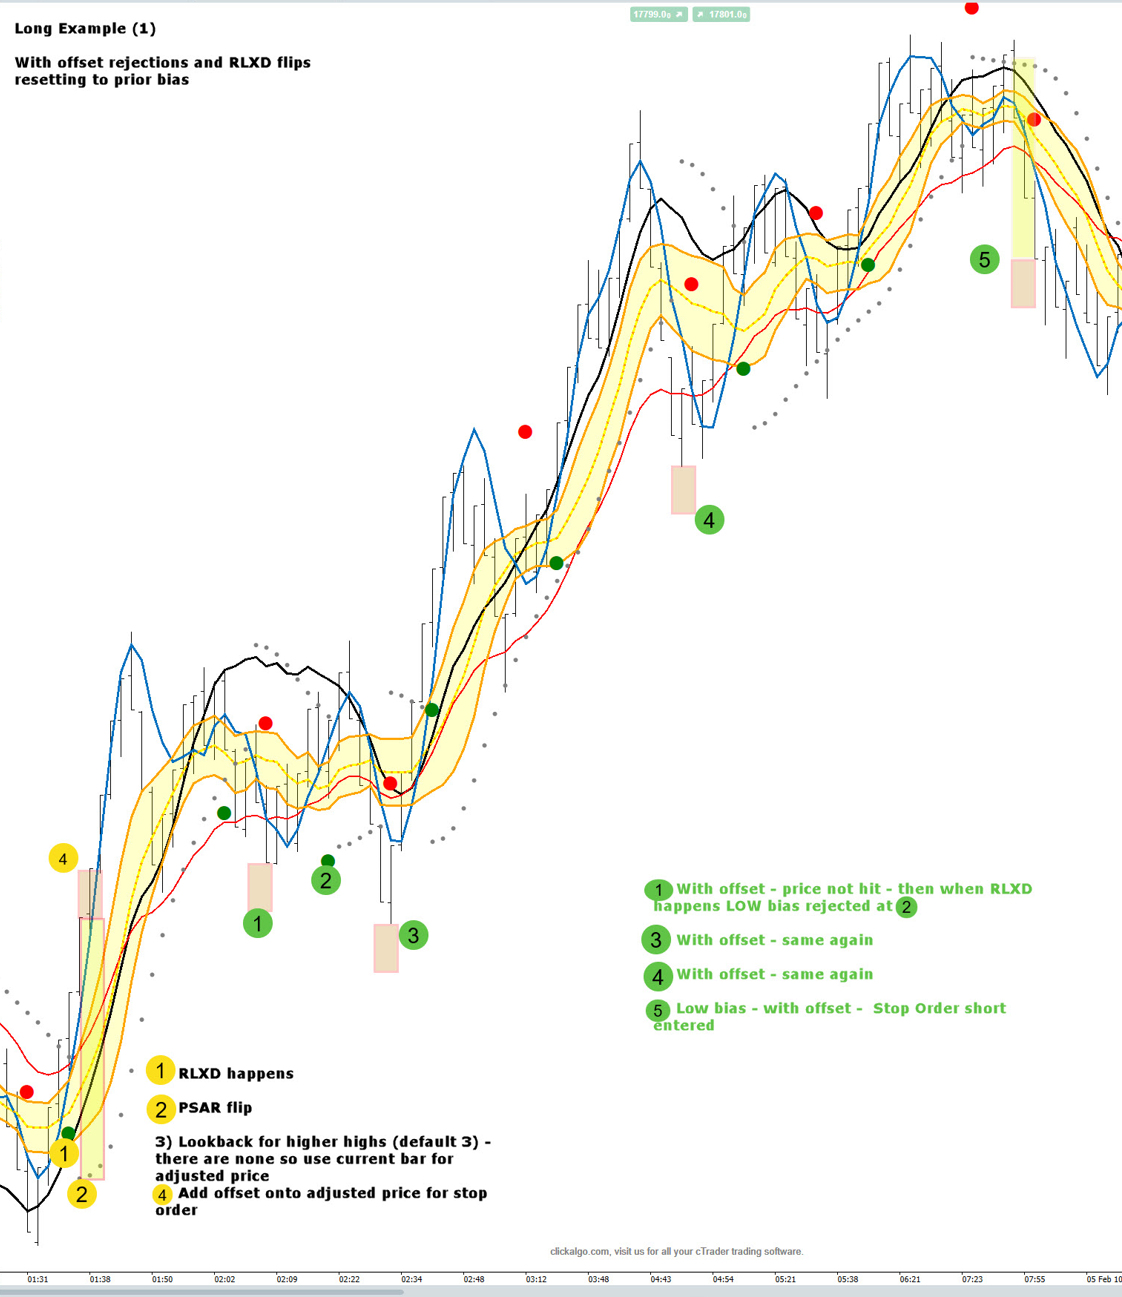 17799.0₉ 17801.0₉
Long Example (1)
With offset rejections and RLXD flips
resetting to prior bias
5
4
4
2
1
3
1 With offset - price not hit - then when RLXD
happens LOW bias rejected at 2
3 With offset - same again
4 With offset - same again
5 Low bias - with offset - Stop Order short
entered
1
2
1 RLXD happens
2 PSAR flip
3) Lookback for higher highs (default 3) -
there are none so use current bar for
adjusted price
4 Add offset onto adjusted price for stop
order
clickalgo.com, visit us for all your cTrader trading software.
01:31 01:38 01:50 02:02 02:09 02:22 02:34 02:48 03:12 03:48 04:43 04:54 05:21 05:38 06:21 07:23 07:55 05 Feb 10